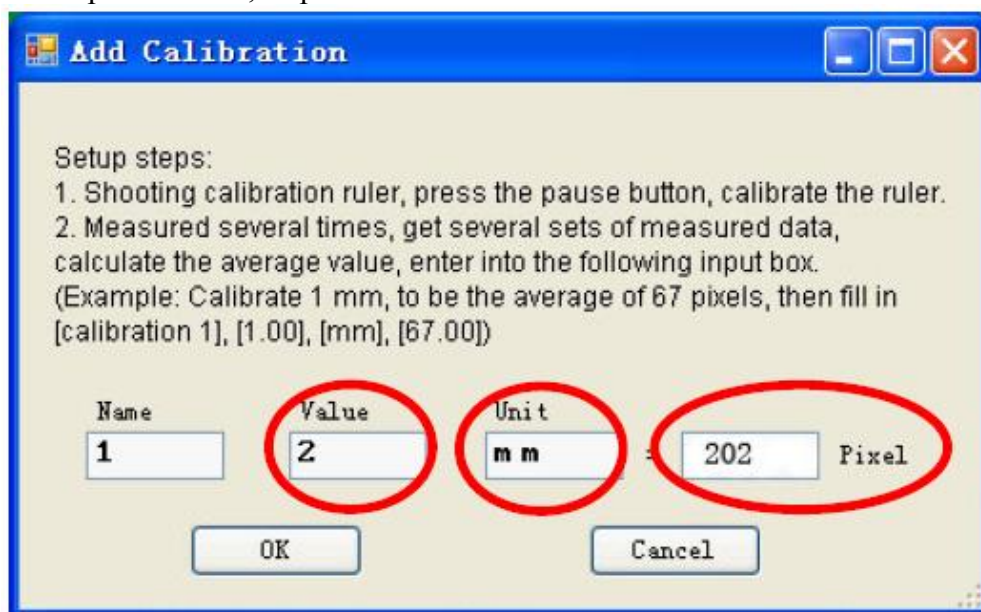 Add Calibration
Setup steps:
1. Shooting calibration ruler, press the pause button, calibrate the ruler.
2. Measured several times, get several sets of measured data,
calculate the average value, enter into the following input box.
(Example: Calibrate 1 mm, to be the average of 67 pixels, then fill in
[calibration 1], [1.00], [mm], [67.00])
Name Value Unit
1 2 mm = 202 Pixel
OK Cancel